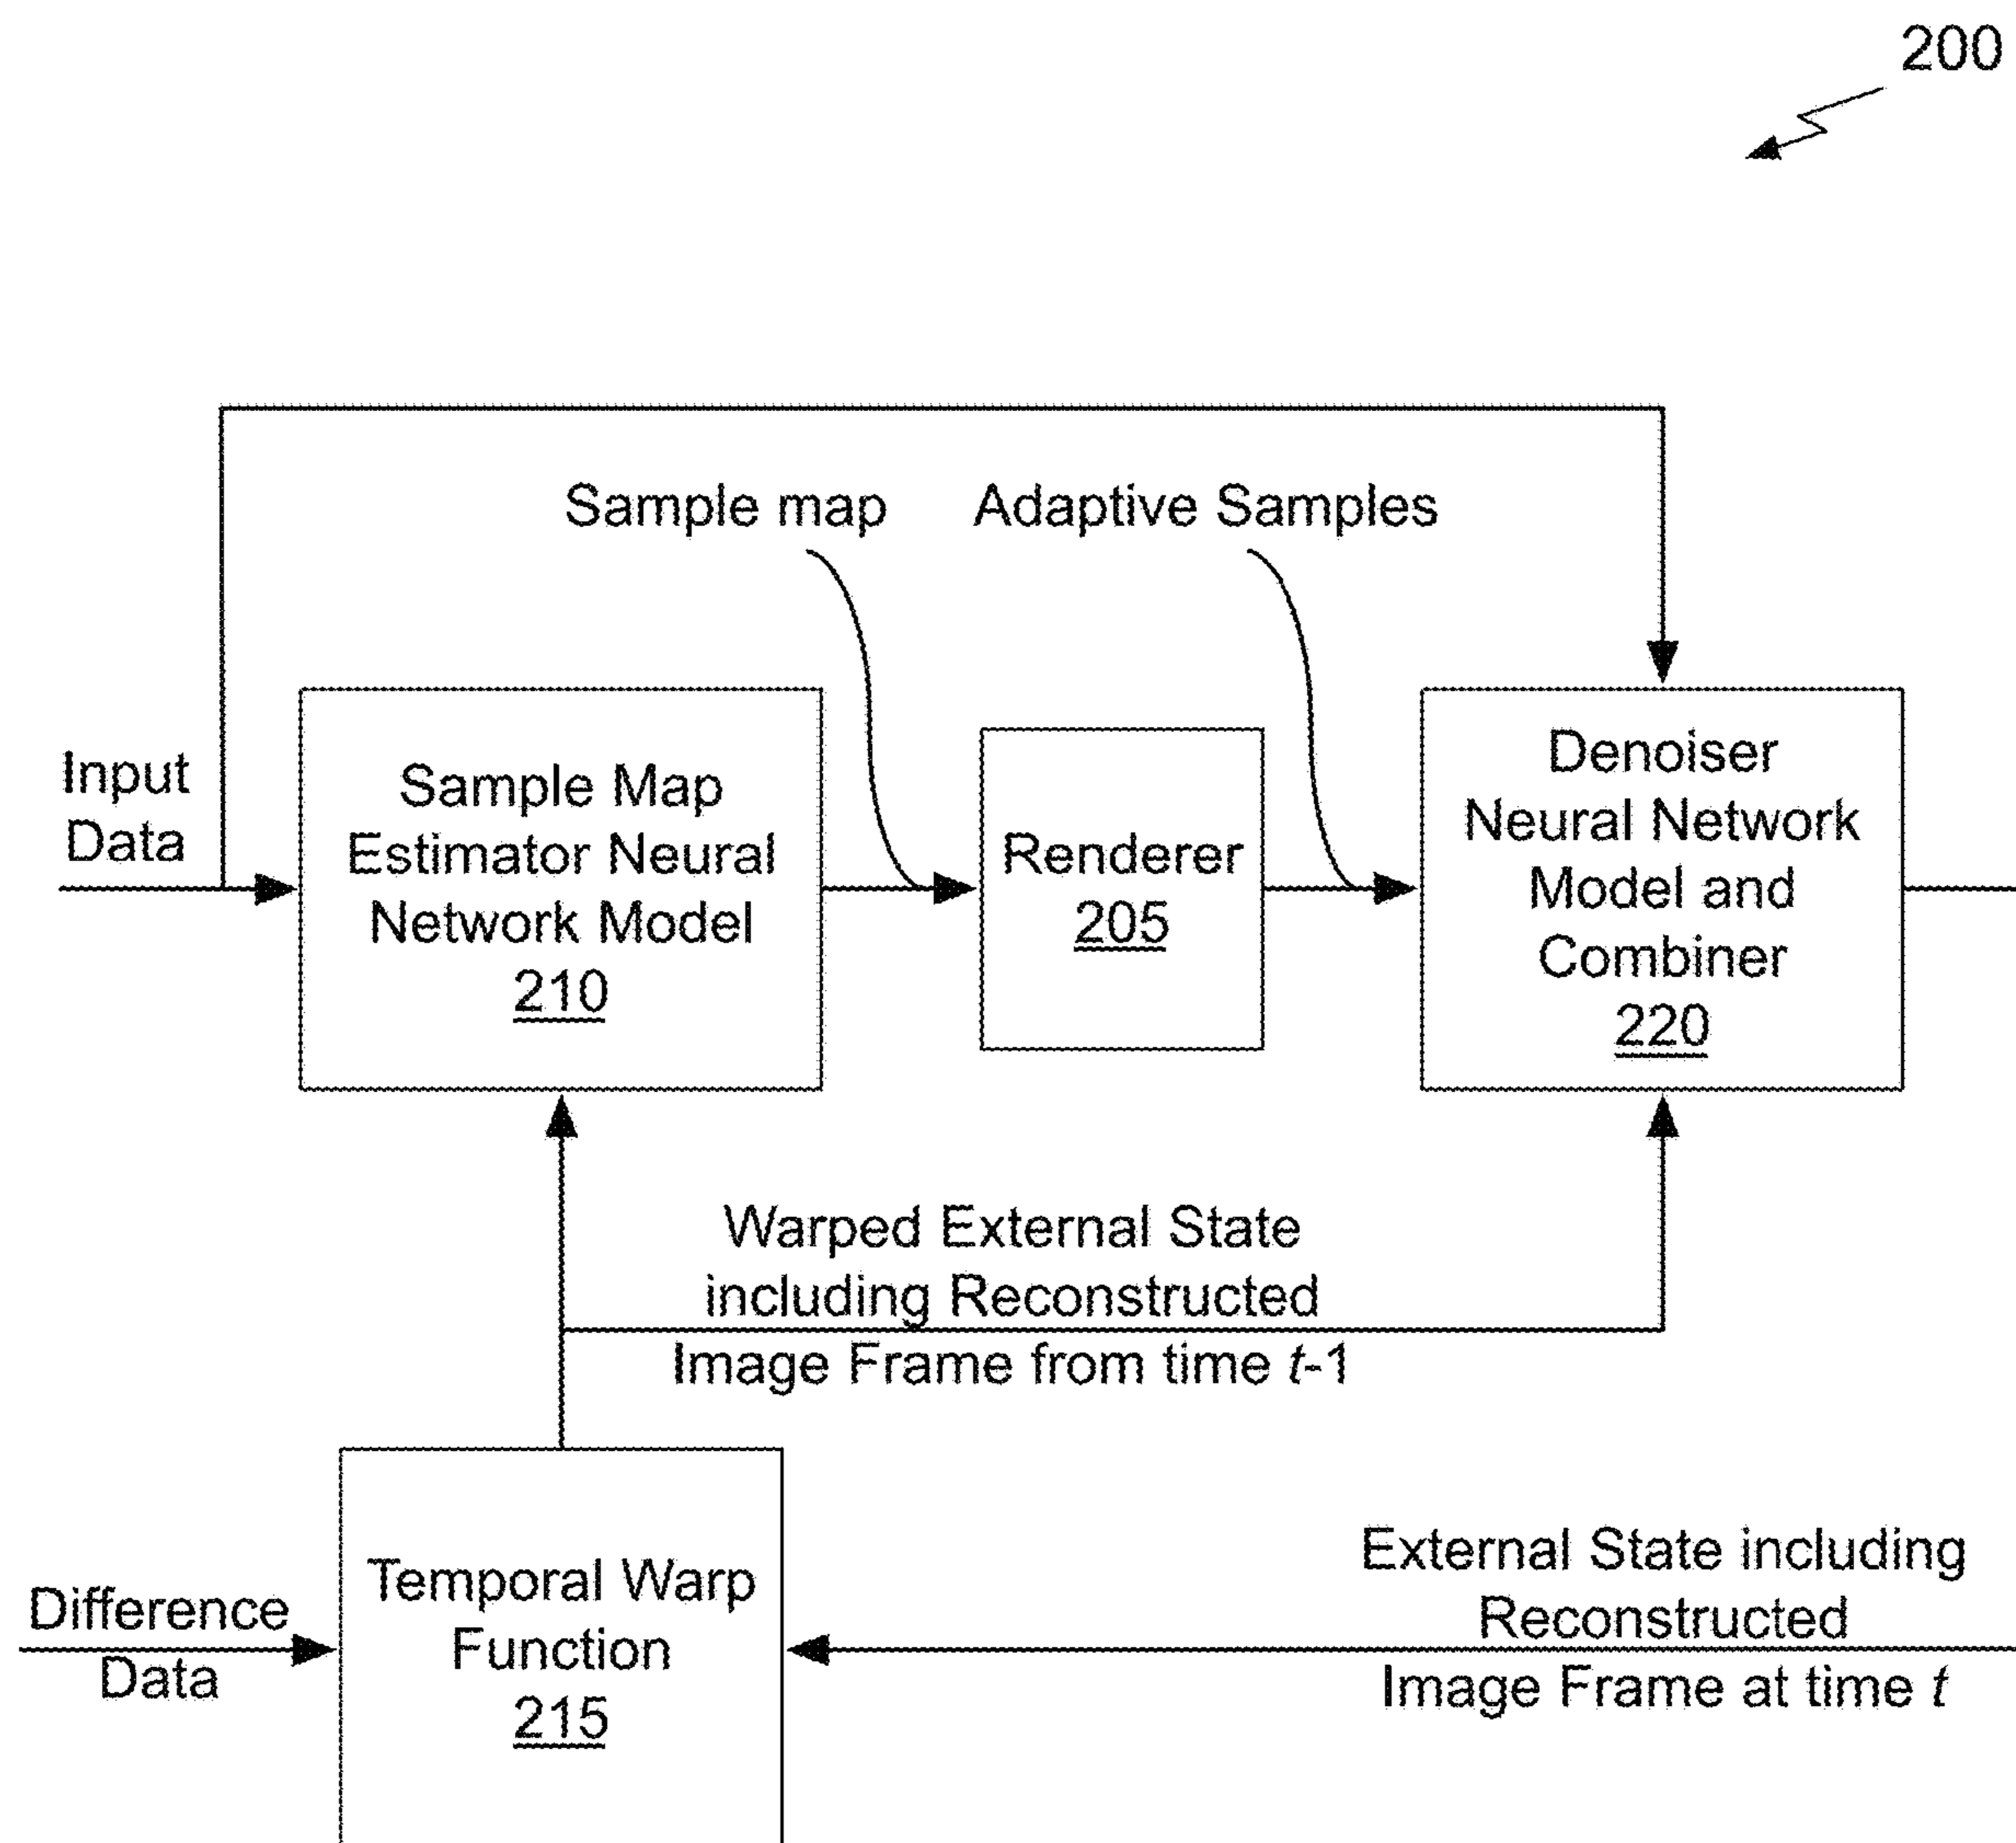 200
Sample map
Adaptive Samples
Input
Data
Sample Map
Estimator Neural
Network Model
210
Renderer
205
Denoiser
Neural Network
Model and
Combiner
220
Warped External State
including Reconstructed
Image Frame from time t-1
Difference
Data
Temporal Warp
Function
215
External State including
Reconstructed
Image Frame at time t